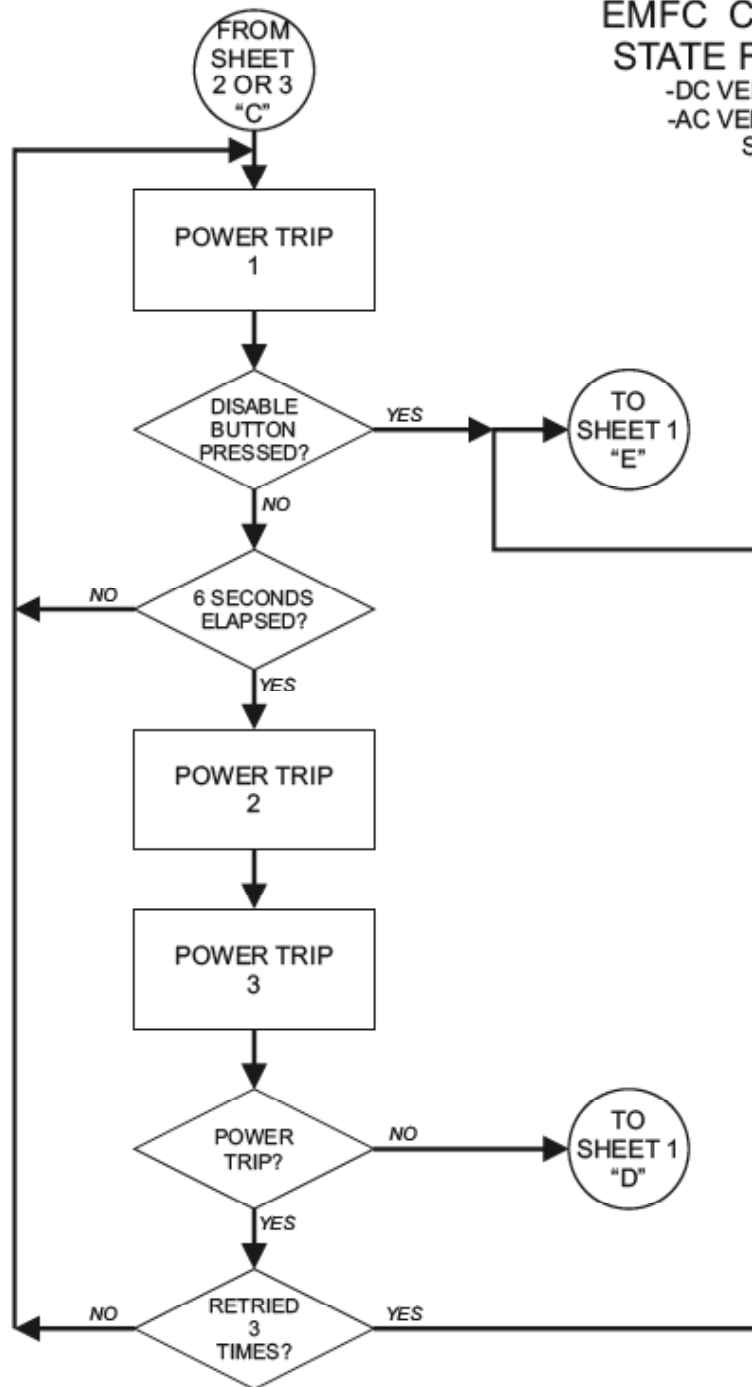 FROM
SHEET
2 OR 3
“C”
EMFC C
STATE
-DC VE
-AC VE
S
POWER TRIP
1
DISABLE
BUTTON
PRESSED?
YES
TO
SHEET 1
“E”
NO
NO
6 SECONDS
ELAPSED?
YES
POWER TRIP
2
POWER TRIP
3
POWER
TRIP?
NO
TO
SHEET 1
“D”
YES
NO
RETRIED
3
TIMES?
YES